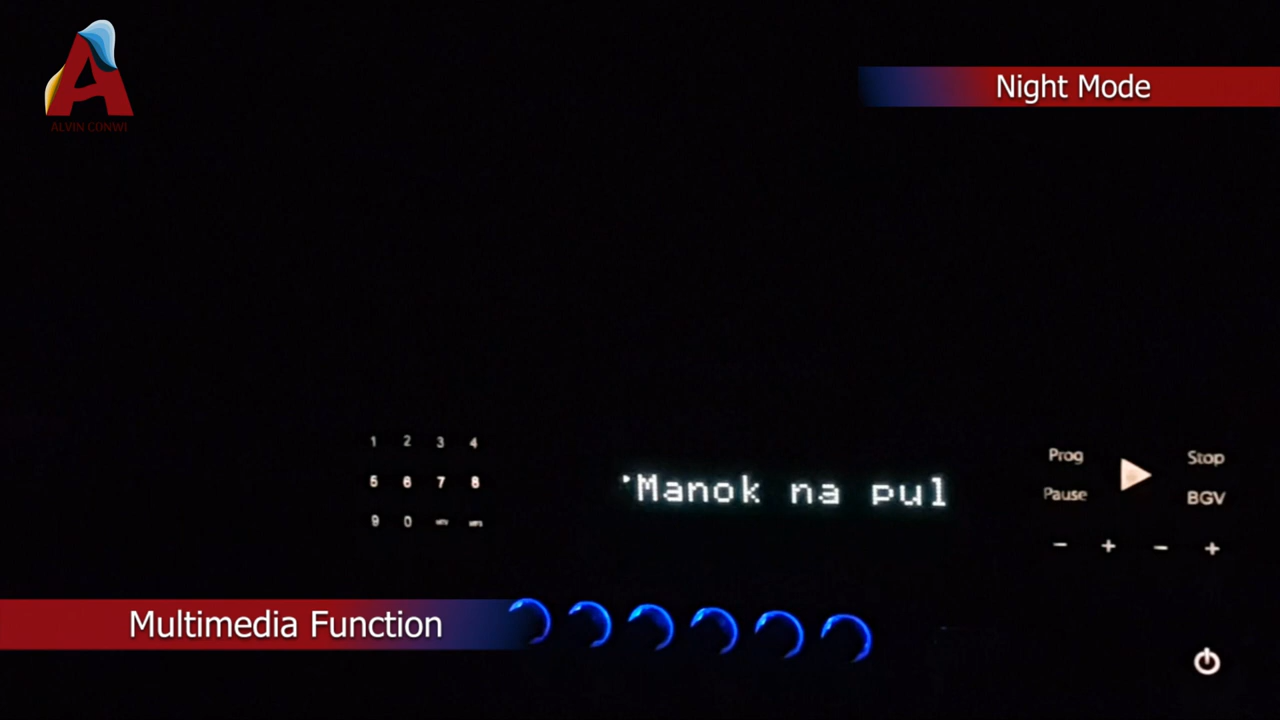 ALVIN CONWI
Night Mode
1 2 3 4
5 6 7 8
9 0
'Manok na pul
Prog Stop
Pause BGV
− + − +
Multimedia Function